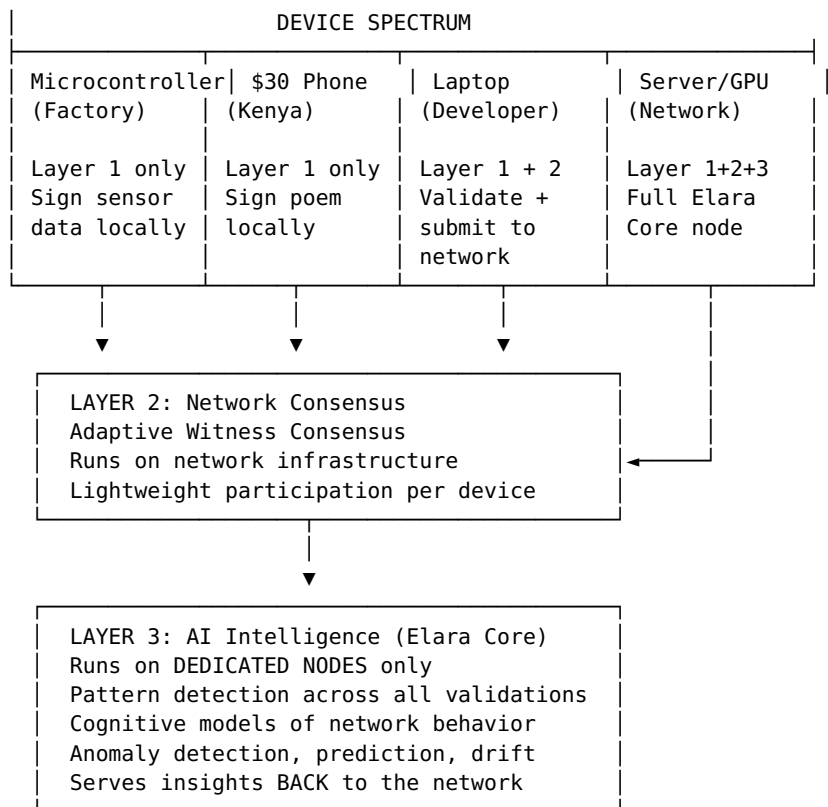 DEVICE SPECTRUM
Microcontroller $30 Phone Laptop Server/GPU
(Factory) (Kenya) (Developer) (Network)
Layer 1 only Layer 1 only Layer 1 + 2 Layer 1+2+3
Sign sensor Sign poem Validate + Full Elara
data locally locally submit to Core node
network
LAYER 2: Network Consensus
Adaptive Witness Consensus
Runs on network infrastructure
Lightweight participation per device
LAYER 3: AI Intelligence (Elara Core)
Runs on DEDICATED NODES only
Pattern detection across all validations
Cognitive models of network behavior
Anomaly detection, prediction, drift
Serves insights BACK to the network